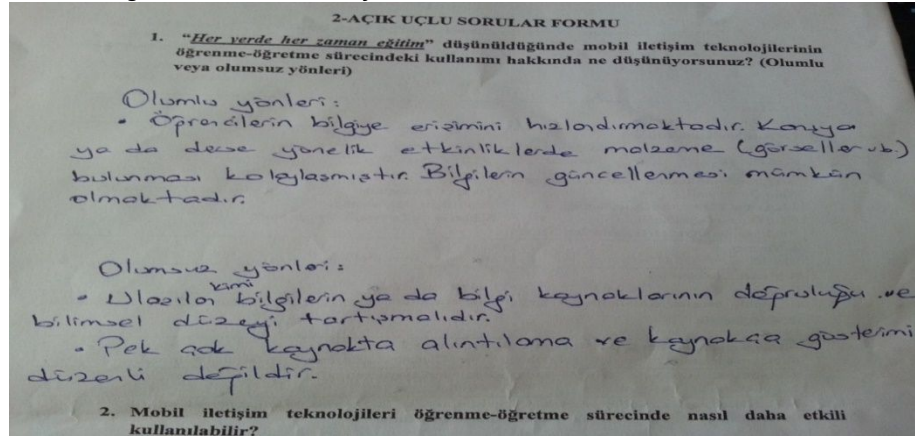 2-AÇIK UÇLU SORULAR FORMU
1. “Her yerde her zaman eğitim” düşünüldüğünde mobil iletişim teknolojilerinin
öğrenme-öğretme sürecindeki kullanımı hakkında ne düşünüyorsunuz? (Olumlu
veya olumsuz yönleri)
Olumlu yönleri:
• Öğrencilerin bilgiye erişimini hızlandırmaktadır. Konuya
ya da derse yönelik etkinliklerde malzeme (görseller vb.)
bulunması kolaylaşmıştır. Bilgilerin güncellenmesi mümkün
olmaktadır.
Olumsuz yönleri:
• Ulaşılan kimi bilgilerin ya da bilgi kaynaklarının doğruluğu ve
bilimsel düzeyi tartışmalıdır.
• Pek çok kaynakta alıntılama ve kaynakça gösterimi
düzenli değildir.
2. Mobil iletişim teknolojileri öğrenme-öğretme sürecinde nasıl daha etkili
kullanılabilir?